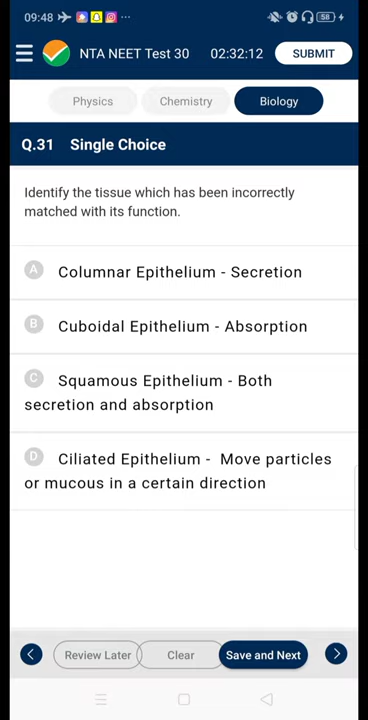 09:48
58
NTA NEET Test 30
02:32:12
SUBMIT
Physics
Chemistry
Biology
Q.31 Single Choice
Identify the tissue which has been incorrectly
matched with its function.
A Columnar Epithelium - Secretion
B Cuboidal Epithelium - Absorption
C Squamous Epithelium - Both
secretion and absorption
D Ciliated Epithelium - Move particles
or mucous in a certain direction
Review Later
Clear
Save and Next